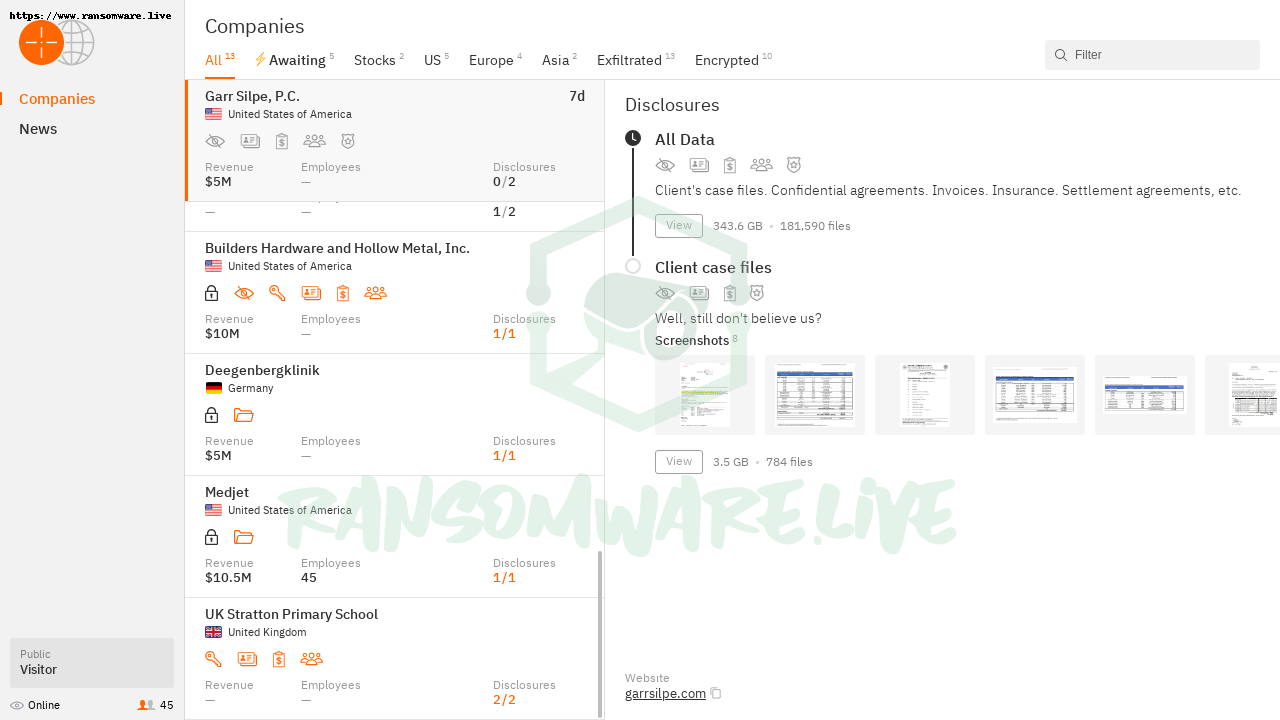 https://www.ransomware.live
Companies
News
Public
Visitor
Online
45
Companies
All 13
Awaiting 5
Stocks 2
US 5
Europe 4
Asia 2
Exfiltrated 13
Encrypted 10
Filter
Garr Silpe, P.C.
7d
United States of America
Revenue
Employees
Disclosures
$5M
—
0/2
—
—
1/2
Builders Hardware and Hollow Metal, Inc.
United States of America
Revenue
Employees
Disclosures
$10M
—
1/1
Deegenbergklinik
Germany
Revenue
Employees
Disclosures
$5M
—
1/1
Medjet
United States of America
Revenue
Employees
Disclosures
$10.5M
45
1/1
UK Stratton Primary School
United Kingdom
Revenue
Employees
Disclosures
—
—
2/2
Disclosures
All Data
Client's case files. Confidential agreements. Invoices. Insurance. Settlement agreements, etc.
View
343.6 GB • 181,590 files
Client case files
Well, still don't believe us?
Screenshots 8
View
3.5 GB • 784 files
RANSOMWARE.LIVE
Website
garrsilpe.com